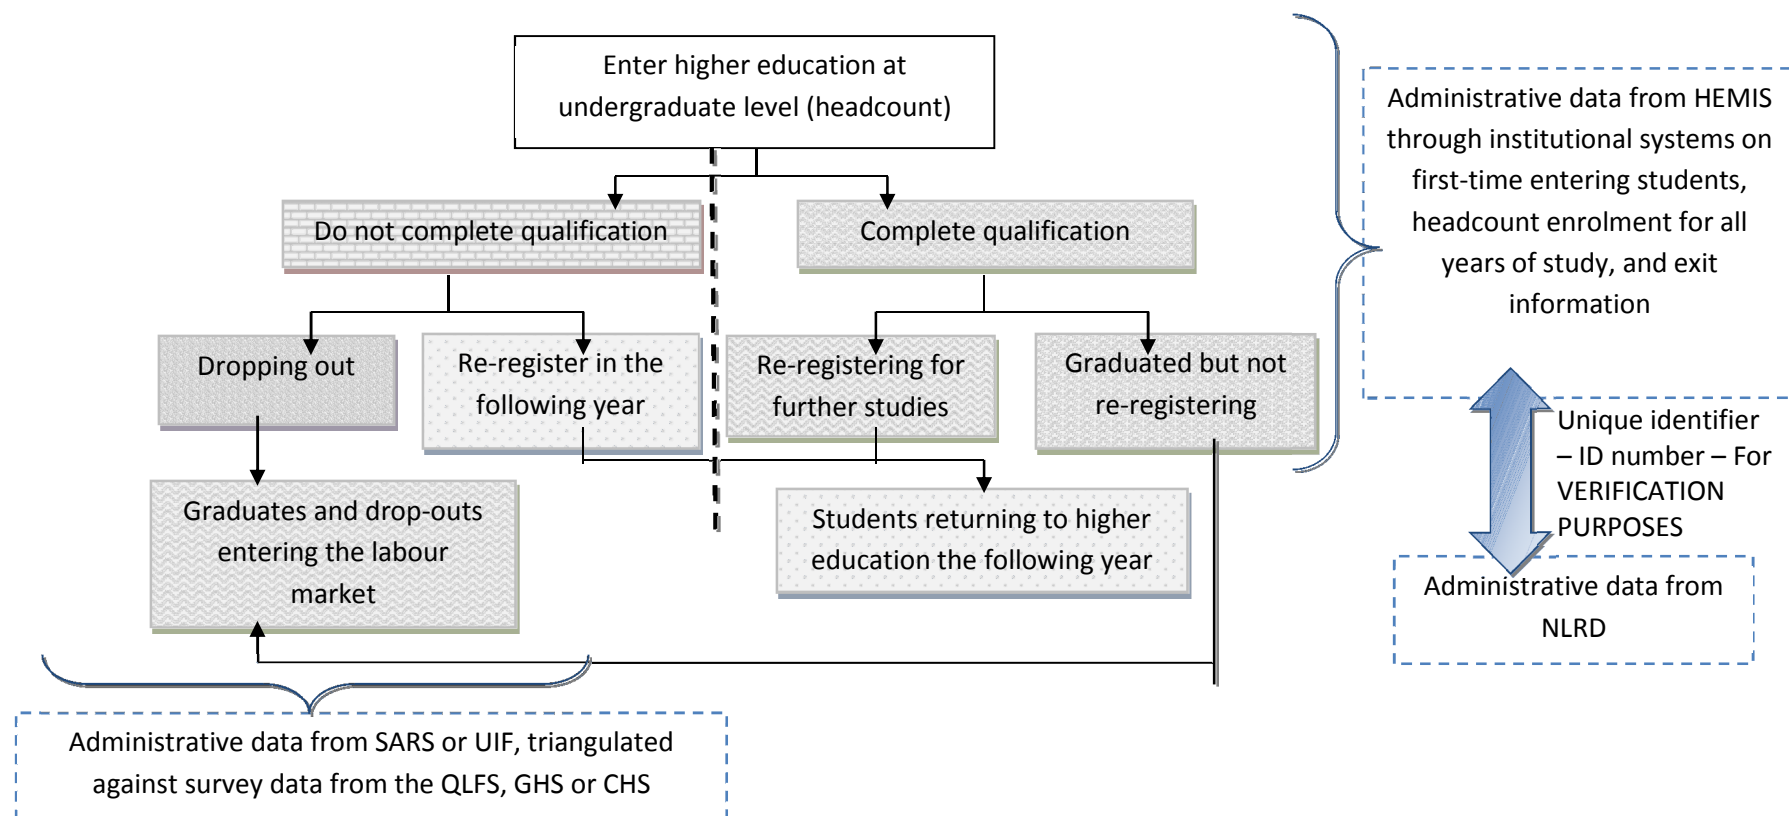 Enter higher education at
undergraduate level (headcount)
Administrative data from HEMIS
through institutional systems on
first-time entering students,
headcount enrolment for all
years of study, and exit
information
Do not complete qualification
Complete qualification
Dropping out
Re-register in the
following year
Re-registering for
further studies
Graduated but not
re-registering
Unique identifier
– ID number – For
VERIFICATION
PURPOSES
Graduates and drop-outs
entering the labour
market
Students returning to higher
education the following year
Administrative data from
NLRD
Administrative data from SARS or UIF, triangulated
against survey data from the QLFS, GHS or CHS